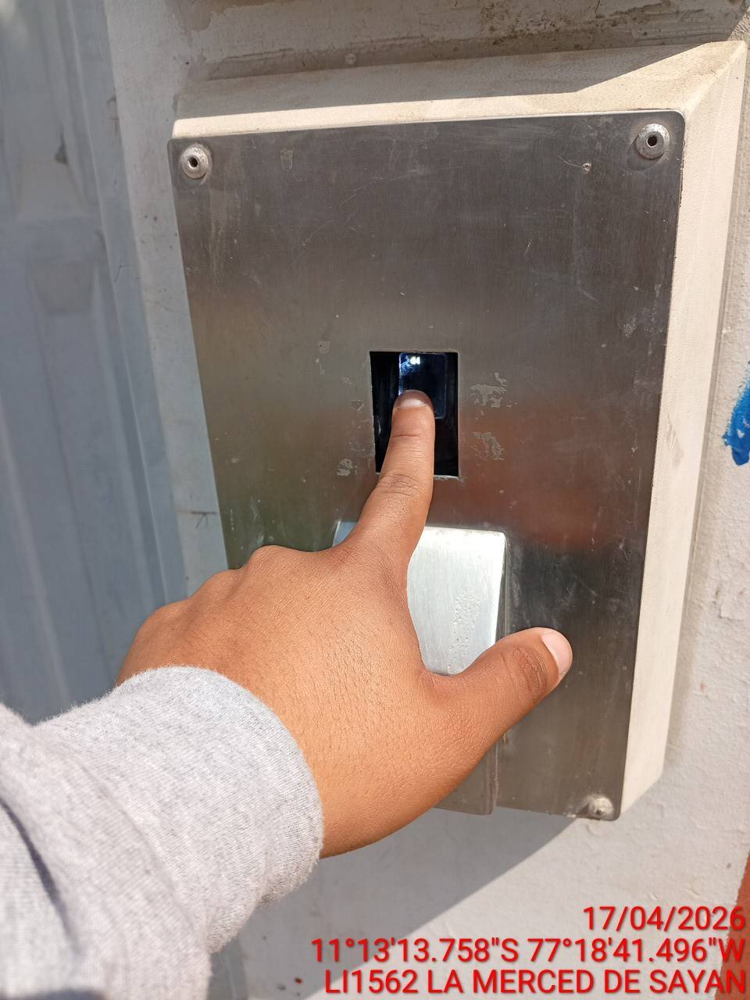 17/04/2026
11°13'13.758"S 77°18'41.496"W
LI1562 LA MERCED DE SAYAN